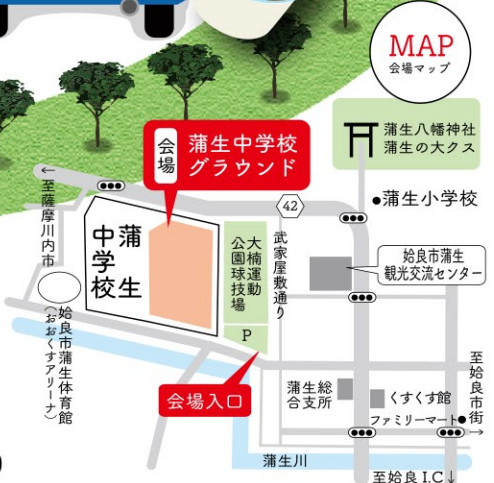 MAP
会場マップ
蒲生八幡神社
蒲生の大クス
会場
蒲生中学校
グラウンド
42
蒲生小学校
←至薩摩川内市
蒲生
中学校
大楠運動
公園球技場
武家屋敷通り
姶良市蒲生
観光交流センター
P
姶良市蒲生体育館
(おおくすアリーナ)
会場入口
蒲生総
合支所
くすくす館
ファミリーマート
至姶良市街→
蒲生川
至姶良I.C↓